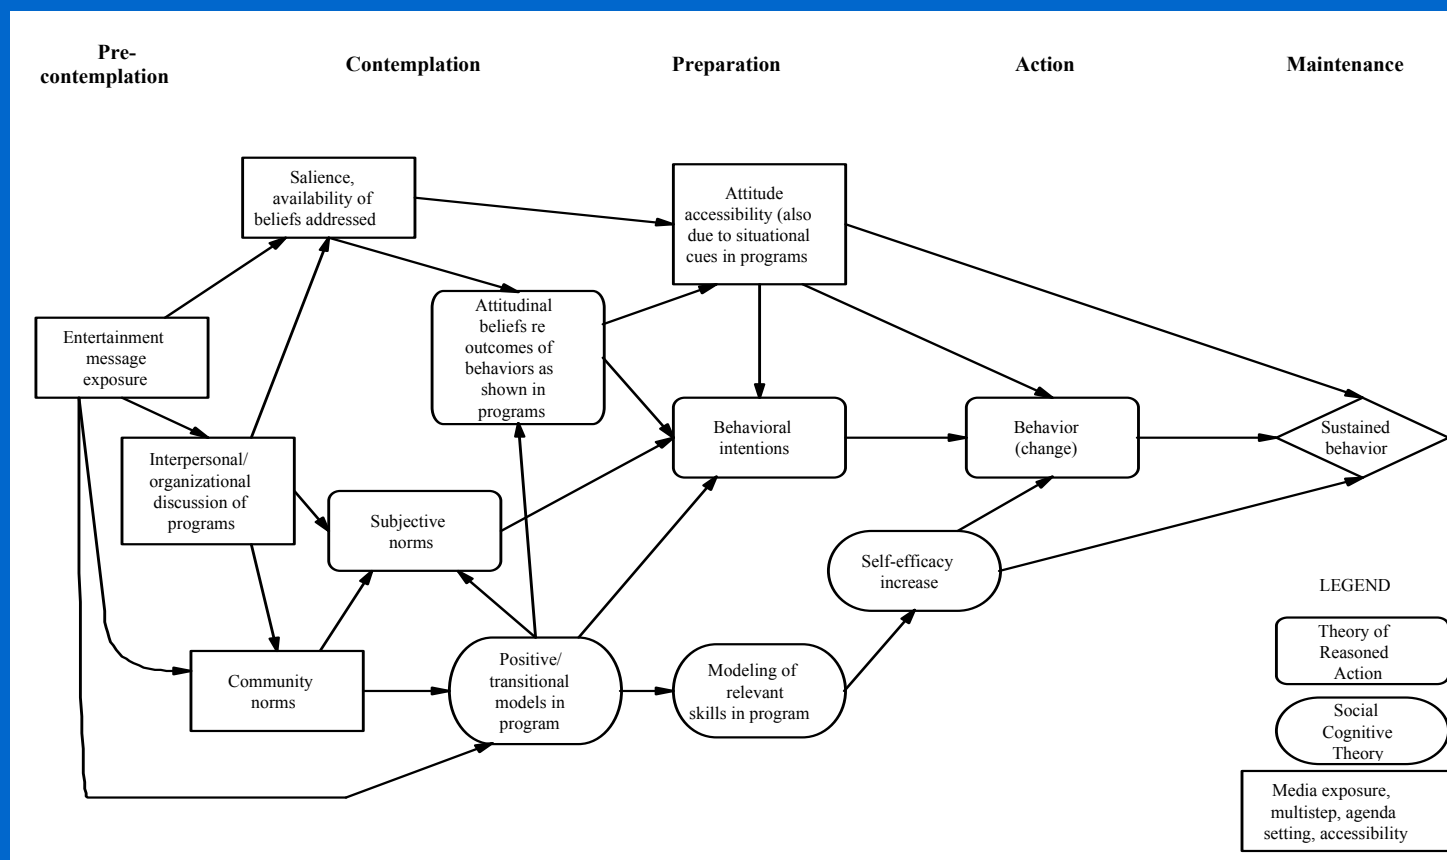 Pre-
contemplation
Contemplation
Preparation
Action
Maintenance
Salience,
availability of
beliefs addressed
Attitude
accessibility (also
due to situational
cues in programs
Attitudinal
beliefs re
outcomes of
behaviors as
shown in
programs
Entertainment
message
exposure
Interpersonal/
organizational
discussion of
programs
Behavioral
intentions
Behavior
(change)
Sustained
behavior
Subjective
norms
Self-efficacy
increase
Community
norms
Positive/
transitional
models in
program
Modeling of
relevant
skills in program
LEGEND
Theory of
Reasoned
Action
Social
Cognitive
Theory
Media exposure,
multistep, agenda
setting, accessibility